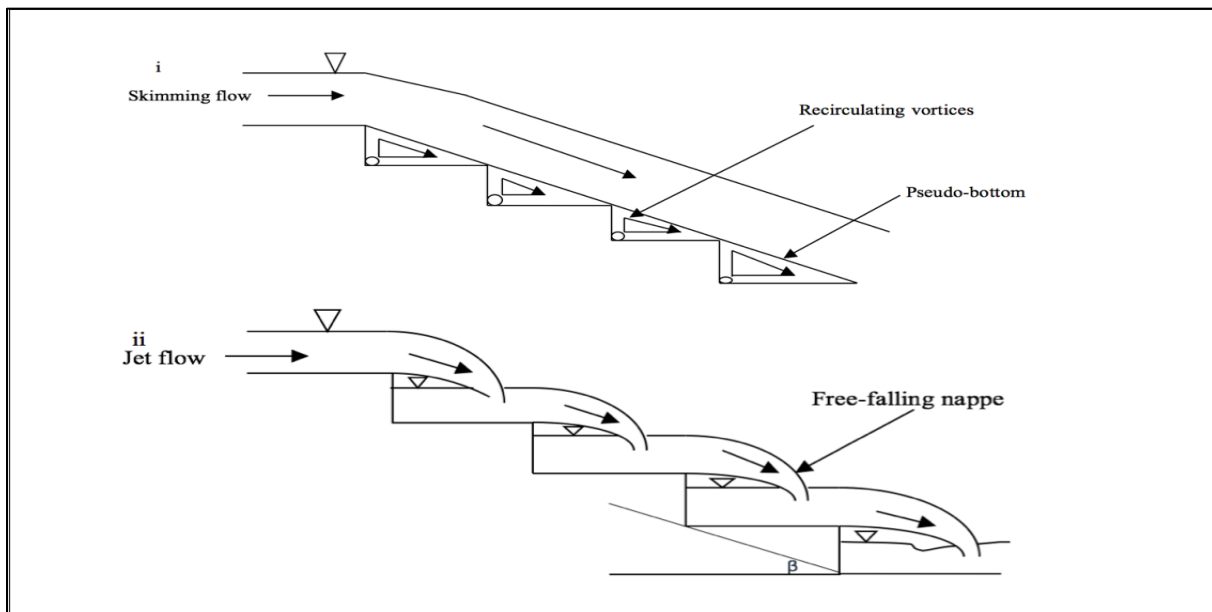 i
Skimming flow
Recirculating vortices
Pseudo-bottom
ii
Jet flow
Free-falling nappe
β